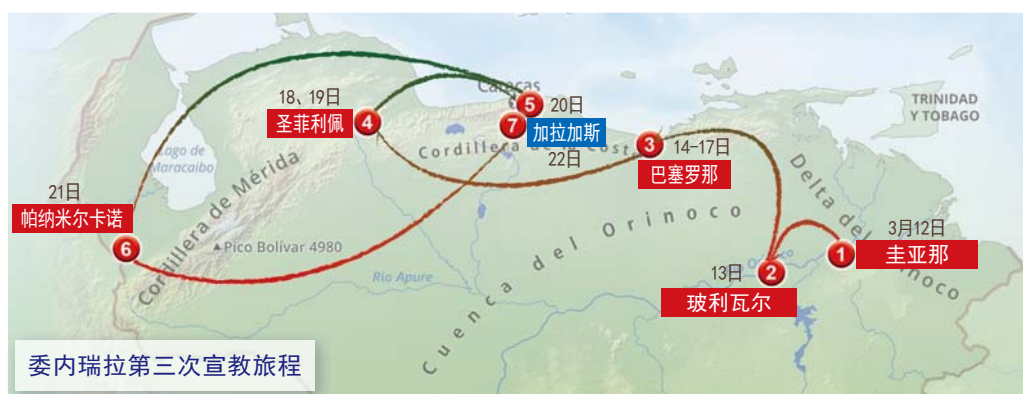 Caracas
18、19日
圣菲利佩
4
5
20日
7
加拉加斯
TRINIDAD
Y TOBAGO
Lago de
Maracaibo
Cordillera de la Costa
22日
3
14-17日
巴塞罗那
21日
帕纳米尔卡诺
6
Cordillera de Mérida
Pico Bolívar 4980
Rio Apure
Cuenca del Orinoco
Delta del Orinoco
3月12日
1
圭亚那
13日
2
玻利瓦尔
委内瑞拉第三次宣教旅程